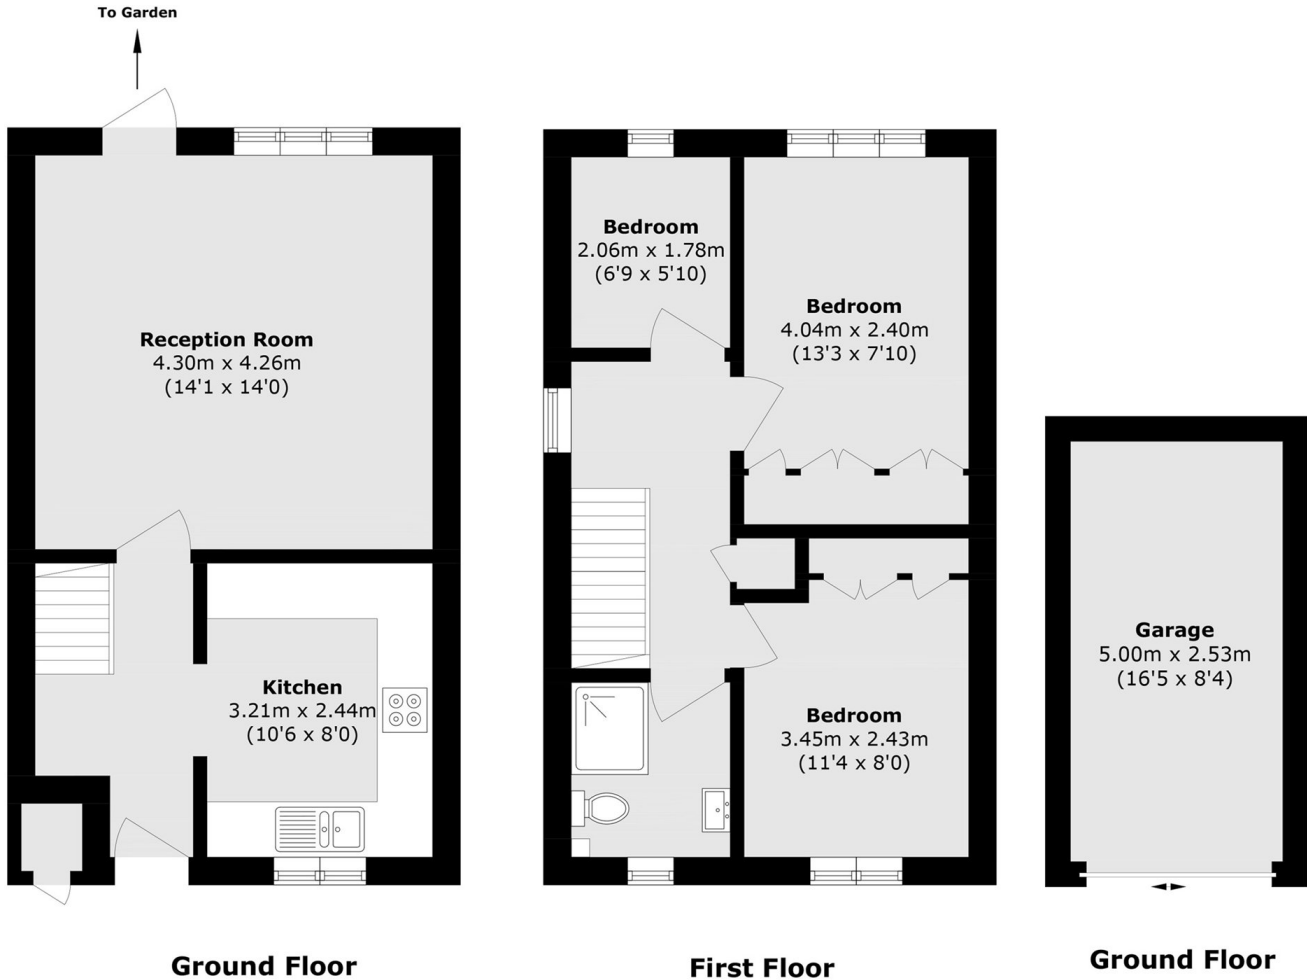 To Garden
Reception Room
4.30m x 4.26m
(14'1 x 14'0)
Kitchen
3.21m x 2.44m
(10'6 x 8'0)
Ground Floor
Bedroom
2.06m x 1.78m
(6'9 x 5'10)
Bedroom
4.04m x 2.40m
(13'3 x 7'10)
Bedroom
3.45m x 2.43m
(11'4 x 8'0)
First Floor
Garage
5.00m x 2.53m
(16'5 x 8'4)
Ground Floor